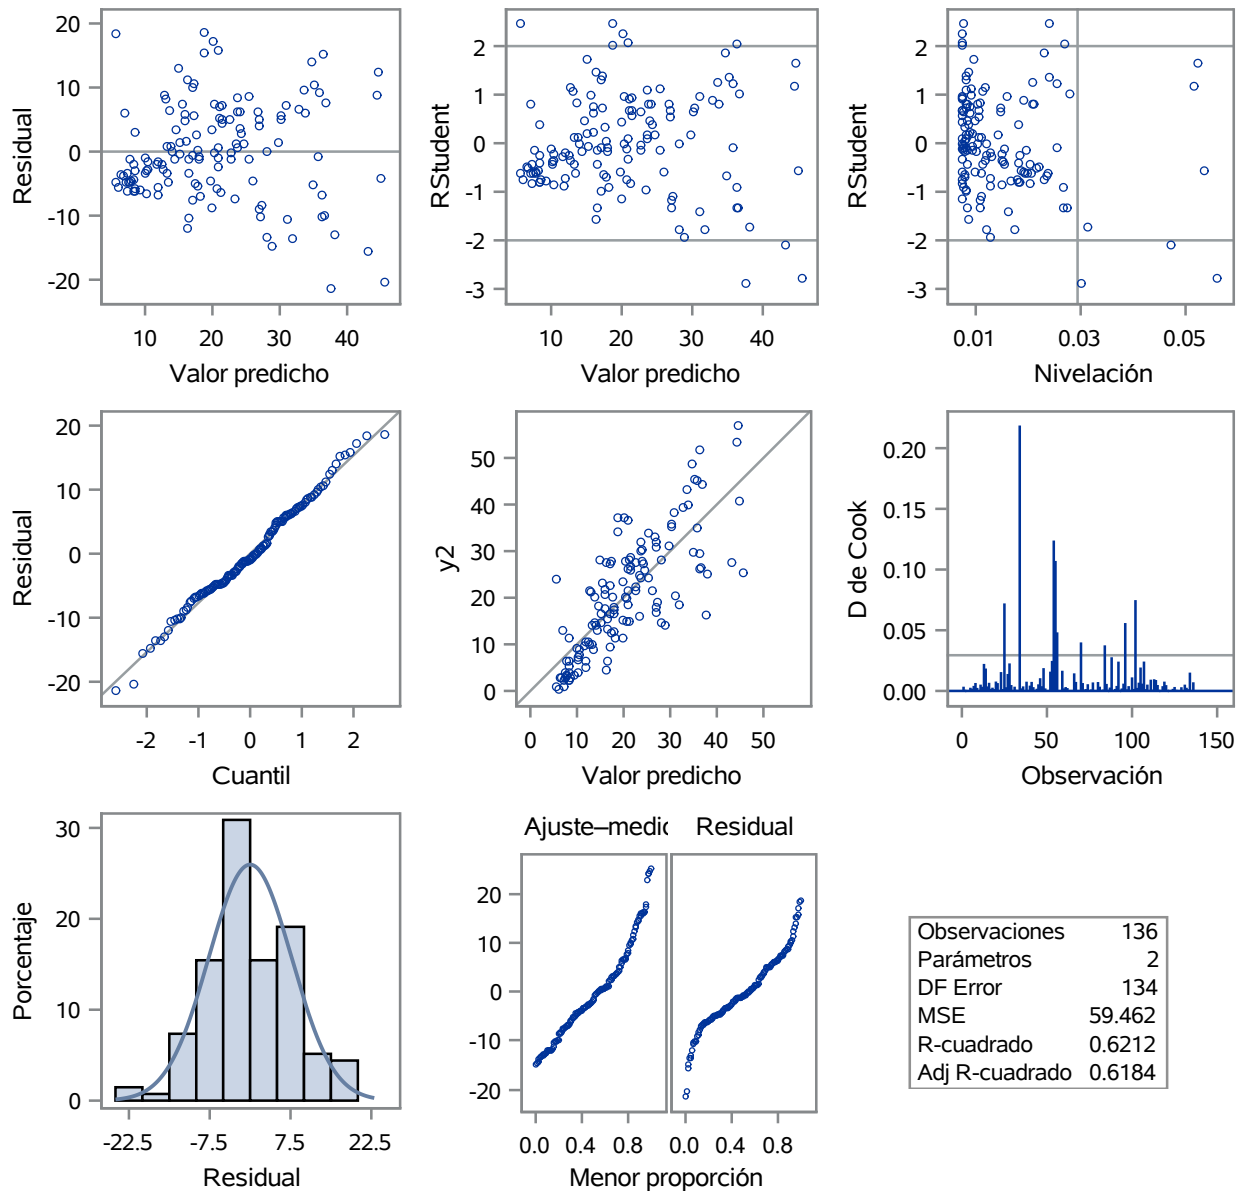 20
10
0
-10
-20
Residual
10 20 30 40
Valor predicho
2
1
0
-1
-2
-3
RStudent
10 20 30 40
Valor predicho
2
1
0
-1
-2
-3
RStudent
0.01 0.03 0.05
Nivelación
20
10
0
-10
-20
Residual
-2 -1 0 1 2
Cuantil
50
40
30
20
10
0
y2
0 10 20 30 40 50
Valor predicho
0.20
0.15
0.10
0.05
0.00
D de Cook
0 50 100 150
Observación
30
20
10
0
Porcentaje
-22.5 -7.5 7.5 22.5
Residual
Ajuste–medic Residual
20
10
0
-10
-20
0.0 0.4 0.8 0.0 0.4 0.8
Menor proporción
Observaciones 136
Parámetros 2
DF Error 134
MSE 59.462
R-cuadrado 0.6212
Adj R-cuadrado 0.6184